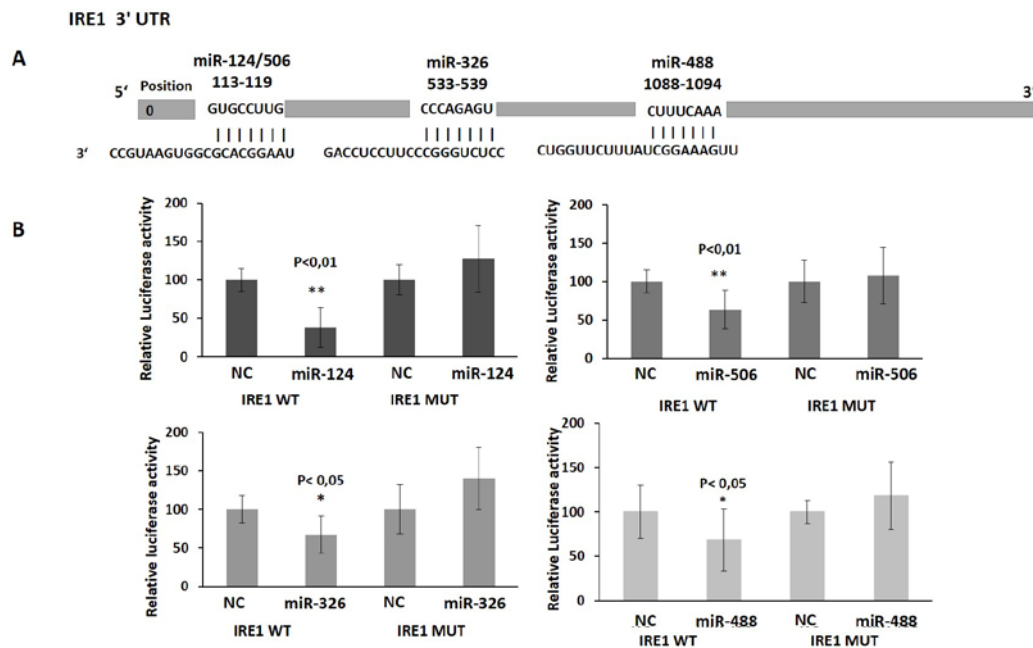 IRE1 3' UTR
A
miR-124/506 miR-326 miR-488
113-119 533-539 1088-1094
5' Position 3'
0 GUGCCUUG CCCAGAGU CUUUCAAA
3' CCGUAAGUGGCGCACGGAAU GACCUCCUUCCCGGGUCUCC CUGGUUCUUUAUCGGAAAGUU
B
Relative Luciferase activity
200
150
100
50
0
P<0,01
**
NC miR-124 NC miR-124
IRE1 WT IRE1 MUT
Relative Luciferase activity
200
150
100
50
0
P<0,01
**
NC miR-506 NC miR-506
IRE1 WT IRE1 MUT
Relative luciferase activity
200
150
100
50
0
P< 0,05
*
NC miR-326 NC miR-326
IRE1 WT IRE1 MUT
Relative Luciferase activity
200
150
100
50
0
P< 0,05
*
NC miR-488 NC miR-488
IRE1 WT IRE1 MUT